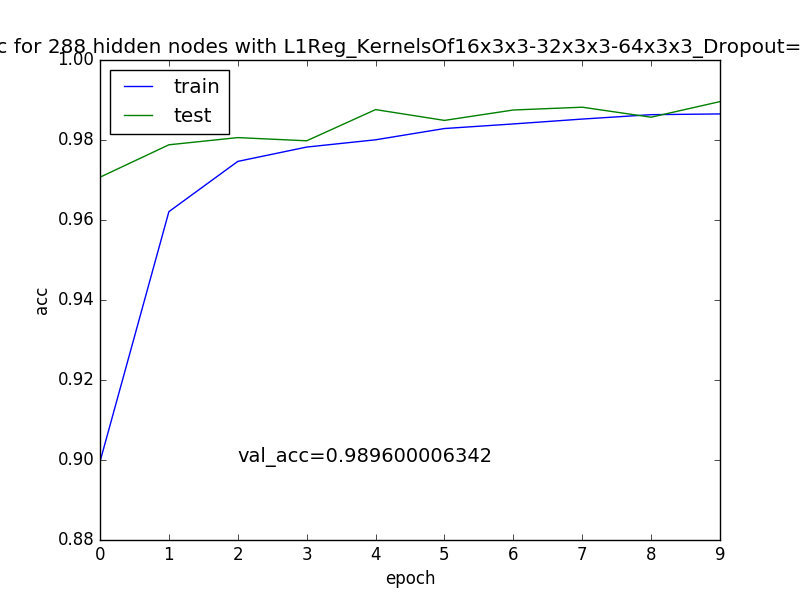 c for 288 hidden nodes with L1Reg_KernelsOf16x3x3-32x3x3-64x3x3_Dropout=
1.00
train
test
0.98
0.96
0.94
acc
0.92
0.90
val_acc=0.989600006342
0.88
0 1 2 3 4 5 6 7 8 9
epoch